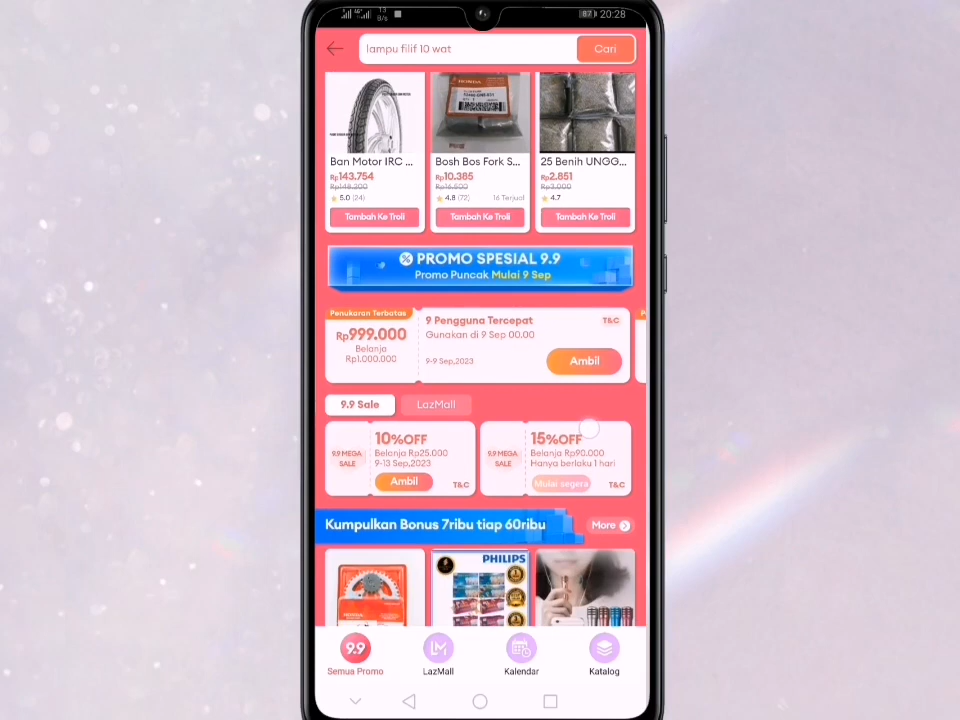 13
B/s
87
20:28
lampu filif 10 wat
Cari
Ban Motor IRC ...
Rp143.754
Rp148.200
5.0 (24)
Tambah Ke Troli
HONDA
Bosh Bos Fork S...
Rp10.385
Rp16.500
4.8 (72)
16 Terjual
Tambah Ke Troli
25 Benih UNGG...
Rp2.851
Rp3.000
4.7
Tambah Ke Troli
PROMO SPESIAL 9.9
Promo Puncak Mulai 9 Sep
Penukaran Terbatas
Rp999.000
Belanja
Rp1.000.000
9 Pengguna Tercepat
T&C
Gunakan di 9 Sep 00.00
9-9 Sep,2023
Ambil
9.9 Sale
LazMall
9.9 MEGA
SALE
10%OFF
Belanja Rp25.000
9-13 Sep,2023
Ambil
T&C
9.9 MEGA
SALE
15%OFF
Belanja Rp90.000
Hanya berlaku 1 hari
Mulai segera
T&C
Kumpulkan Bonus 7ribu tiap 60ribu
More
PHILIPS
9.9
Semua Promo
LazMall
Kalendar
Katalog